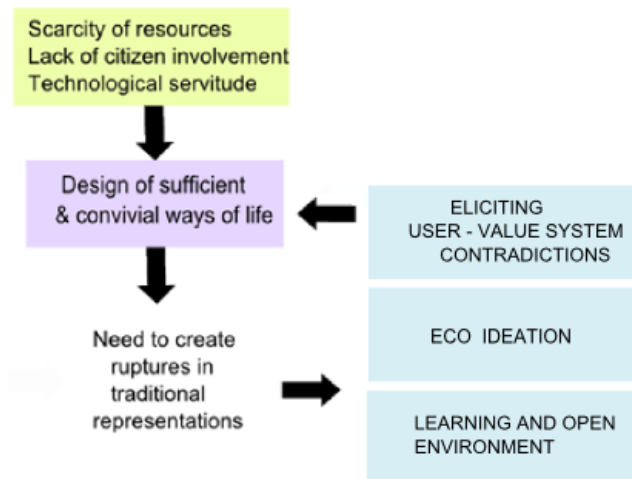 Scarcity of resources
Lack of citizen involvement
Technological servitude
Design of sufficient
& convivial ways of life
ELICITING
USER - VALUE SYSTEM
CONTRADICTIONS
Need to create
ruptures in
traditional
representations
ECO IDEATION
LEARNING AND OPEN
ENVIRONMENT